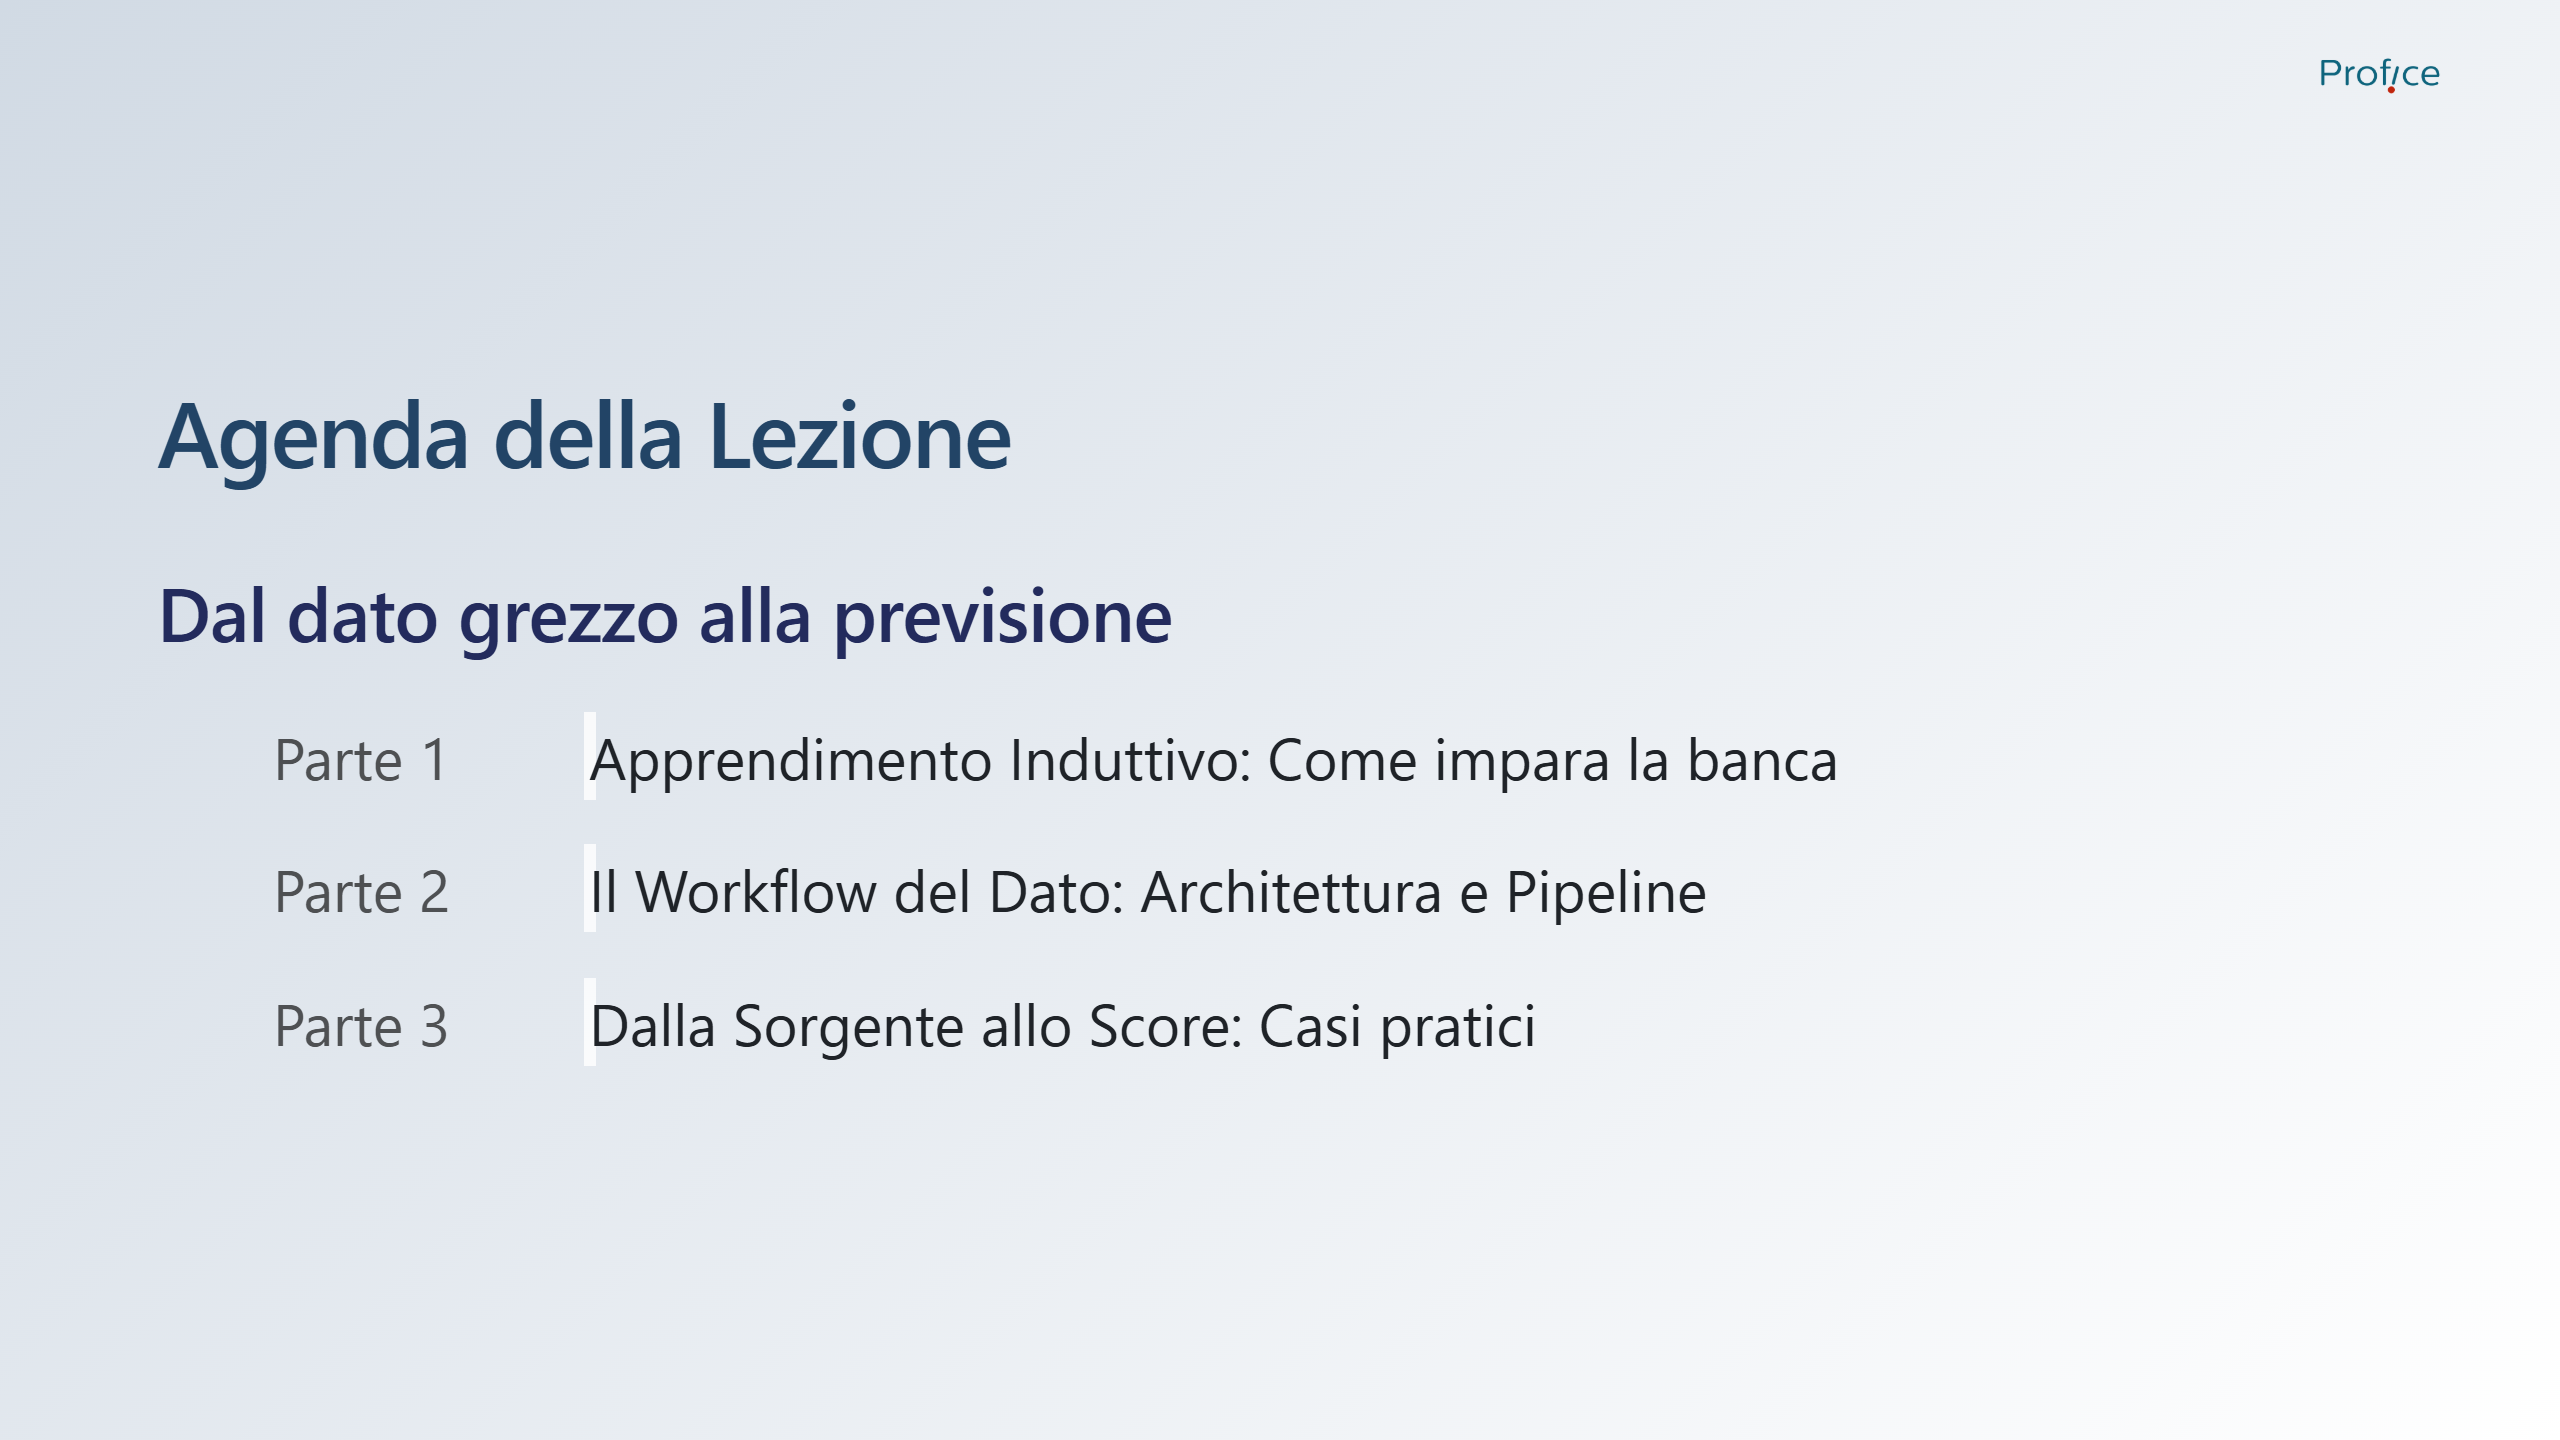 Profice
Agenda della Lezione
Dal dato grezzo alla previsione
Parte 1 Apprendimento Induttivo: Come impara la banca
Parte 2 Il Workflow del Dato: Architettura e Pipeline
Parte 3 Dalla Sorgente allo Score: Casi pratici